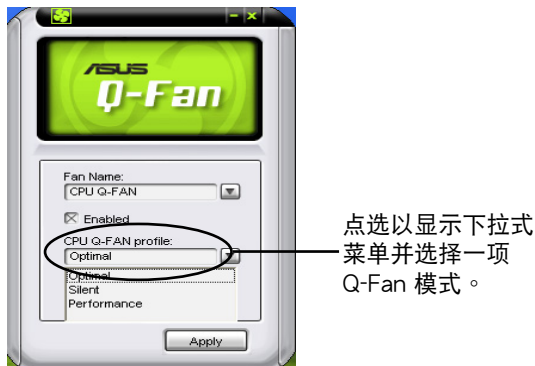 ASUS
Q-Fan
Fan Name:
CPU Q-FAN
Enabled
CPU Q-FAN profile:
Optimal
Optimal
Silent
Performance
Apply
点选以显示下拉式
菜单并选择一项
Q-Fan 模式。